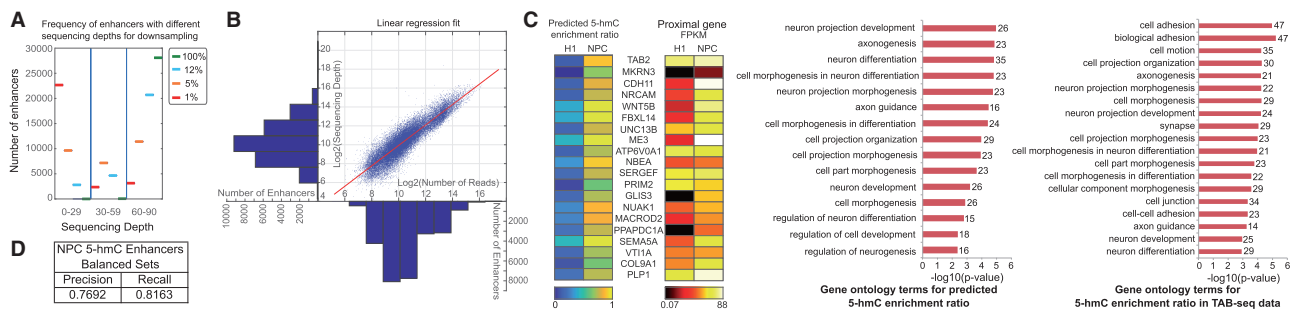 A
Frequency of enhancers with different
sequencing depths for downsampling
Number of enhancers
30000
25000
20000
15000
10000
5000
0
0-29
30-59
60-90
Sequencing Depth
100%
12%
5%
1%
B
Linear regression fit
22
20
18
16
14
12
10
8
6
4
Log2(Sequencing Depth)
22
20
18
16
14
12
10
8
6
Log2(Number of Reads)
6
8
10
12
14
16
Number of Enhancers
10000
8000
6000
4000
2000
2000
4000
6000
8000
Number of
Enhancers
C
Predicted 5-hmC
enrichment ratio
H1
NPC
Proximal gene
FPKM
H1
NPC
TAB2
MKRN3
CDH11
NRCAM
WNT5B
FBXL14
UNC13B
ME3
ATP6V0A1
NBEA
SERGEF
PRIM2
GLIS3
NUAK1
MACROD2
PPAPDC1A
SEMA5A
VTI1A
COL9A1
PLP1
0
1
0.07
88
neuron projection development 26
axonogenesis 23
neuron differentiation 35
cell morphogenesis in neuron differentiation 23
neuron projection morphogenesis 23
axon guidance 16
cell morphogenesis in differentiation 24
cell projection organization 29
cell projection morphogenesis 23
cell part morphogenesis 23
neuron development 26
cell morphogenesis 26
regulation of neuron differentiation 15
regulation of cell development 18
regulation of neurogenesis 16
0 1 2 3 4 5 6
-log10(p-value)
Gene ontology terms for predicted
5-hmC enrichment ratio
cell adhesion 47
biological adhesion 47
cell motion 35
cell projection organization 30
axonogenesis 21
neuron projection morphogenesis 22
cell morphogenesis 29
neuron projection development 24
synapse 29
cell projection morphogenesis 23
cell morphogenesis in neuron differentiation 21
cell part morphogenesis 23
cell morphogenesis in differentiation 22
cellular component morphogenesis 29
cell junction 34
cell-cell adhesion 23
axon guidance 14
neuron development 25
neuron differentiation 29
0 1 2 3 4 5 6
-log10(p-value)
Gene ontology terms for
5-hmC enrichment ratio in TAB-seq data
D
NPC 5-hmC Enhancers
Balanced Sets
Precision
Recall
0.7692
0.8163